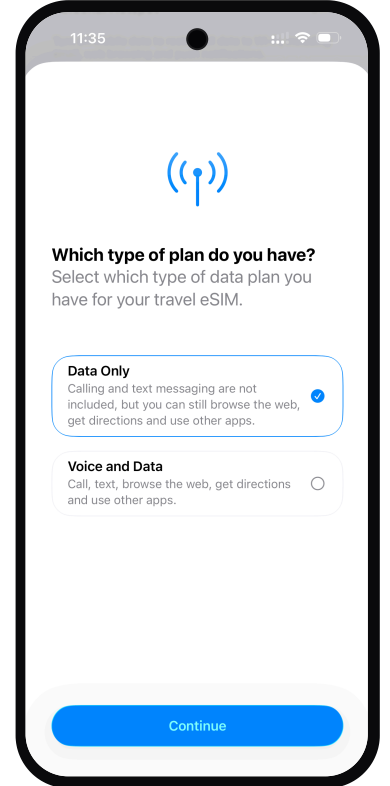 11:35
Which type of plan do you have?
Select which type of data plan you
have for your travel eSIM.
Data Only
Calling and text messaging are not
included, but you can still browse the web,
get directions and use other apps.
Voice and Data
Call, text, browse the web, get directions
and use other apps.
Continue